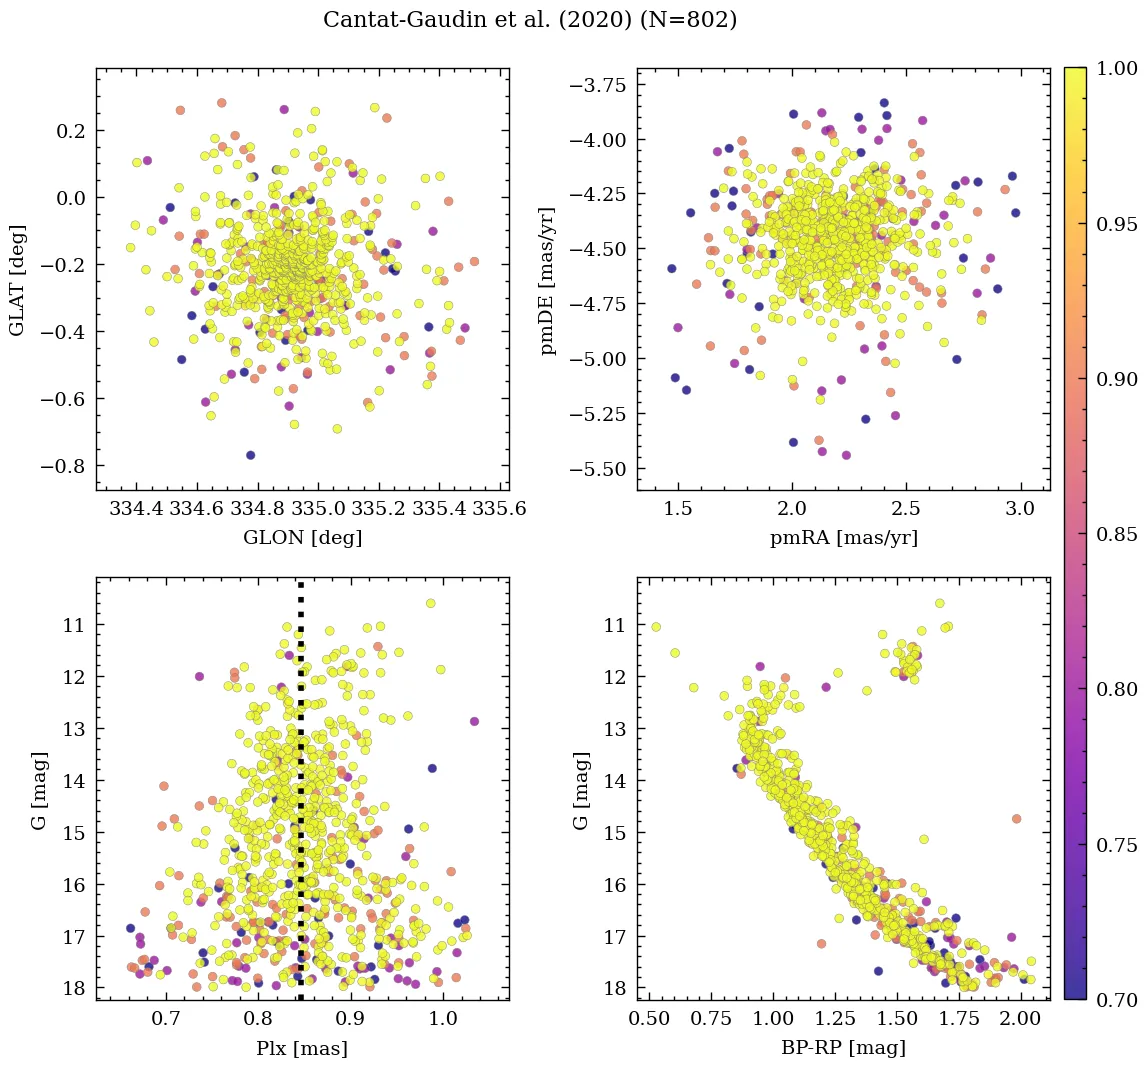 Cantat-Gaudin et al. (2020) (N=802)
0.2
0.0
−0.2
−0.4
−0.6
−0.8
GLAT [deg]
334.4 334.6 334.8 335.0 335.2 335.4 335.6
GLON [deg]
−3.75
−4.00
−4.25
−4.50
−4.75
−5.00
−5.25
−5.50
pmDE [mas/yr]
1.5 2.0 2.5 3.0
pmRA [mas/yr]
11
12
13
14
15
16
17
18
G [mag]
0.7 0.8 0.9 1.0
Plx [mas]
11
12
13
14
15
16
17
18
G [mag]
0.50 0.75 1.00 1.25 1.50 1.75 2.00
BP-RP [mag]
1.00
0.95
0.90
0.85
0.80
0.75
0.70